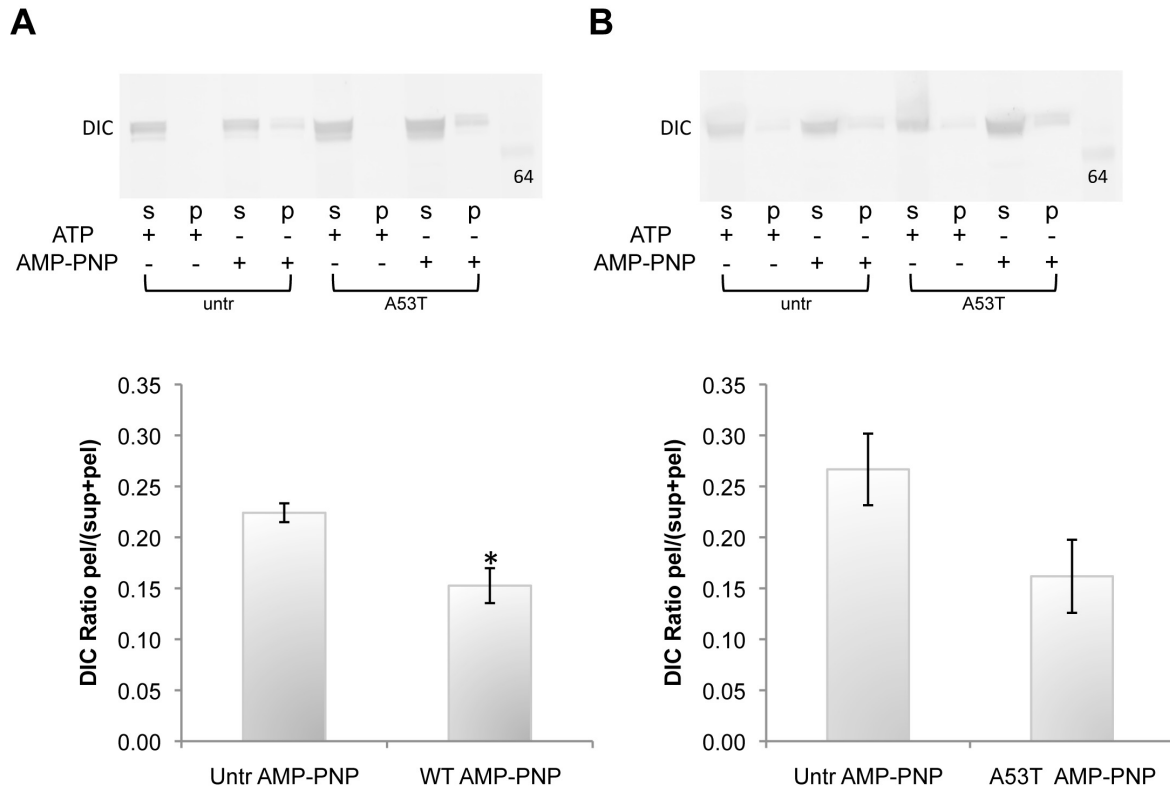 A
DIC
64
s p s p s p s p
ATP + + - - + + - -
AMP-PNP - - + + - - + +
untr A53T
0.35
0.30
0.25
0.20
0.15
0.10
0.05
0.00
DIC Ratio pel/(sup+pel)
*
Untr AMP-PNP WT AMP-PNP
B
DIC
64
s p s p s p s p
ATP + + - - + + - -
AMP-PNP - - + + - - + +
untr A53T
0.35
0.30
0.25
0.20
0.15
0.10
0.05
0.00
DIC Ratio pel/(sup+pel)
Untr AMP-PNP A53T AMP-PNP